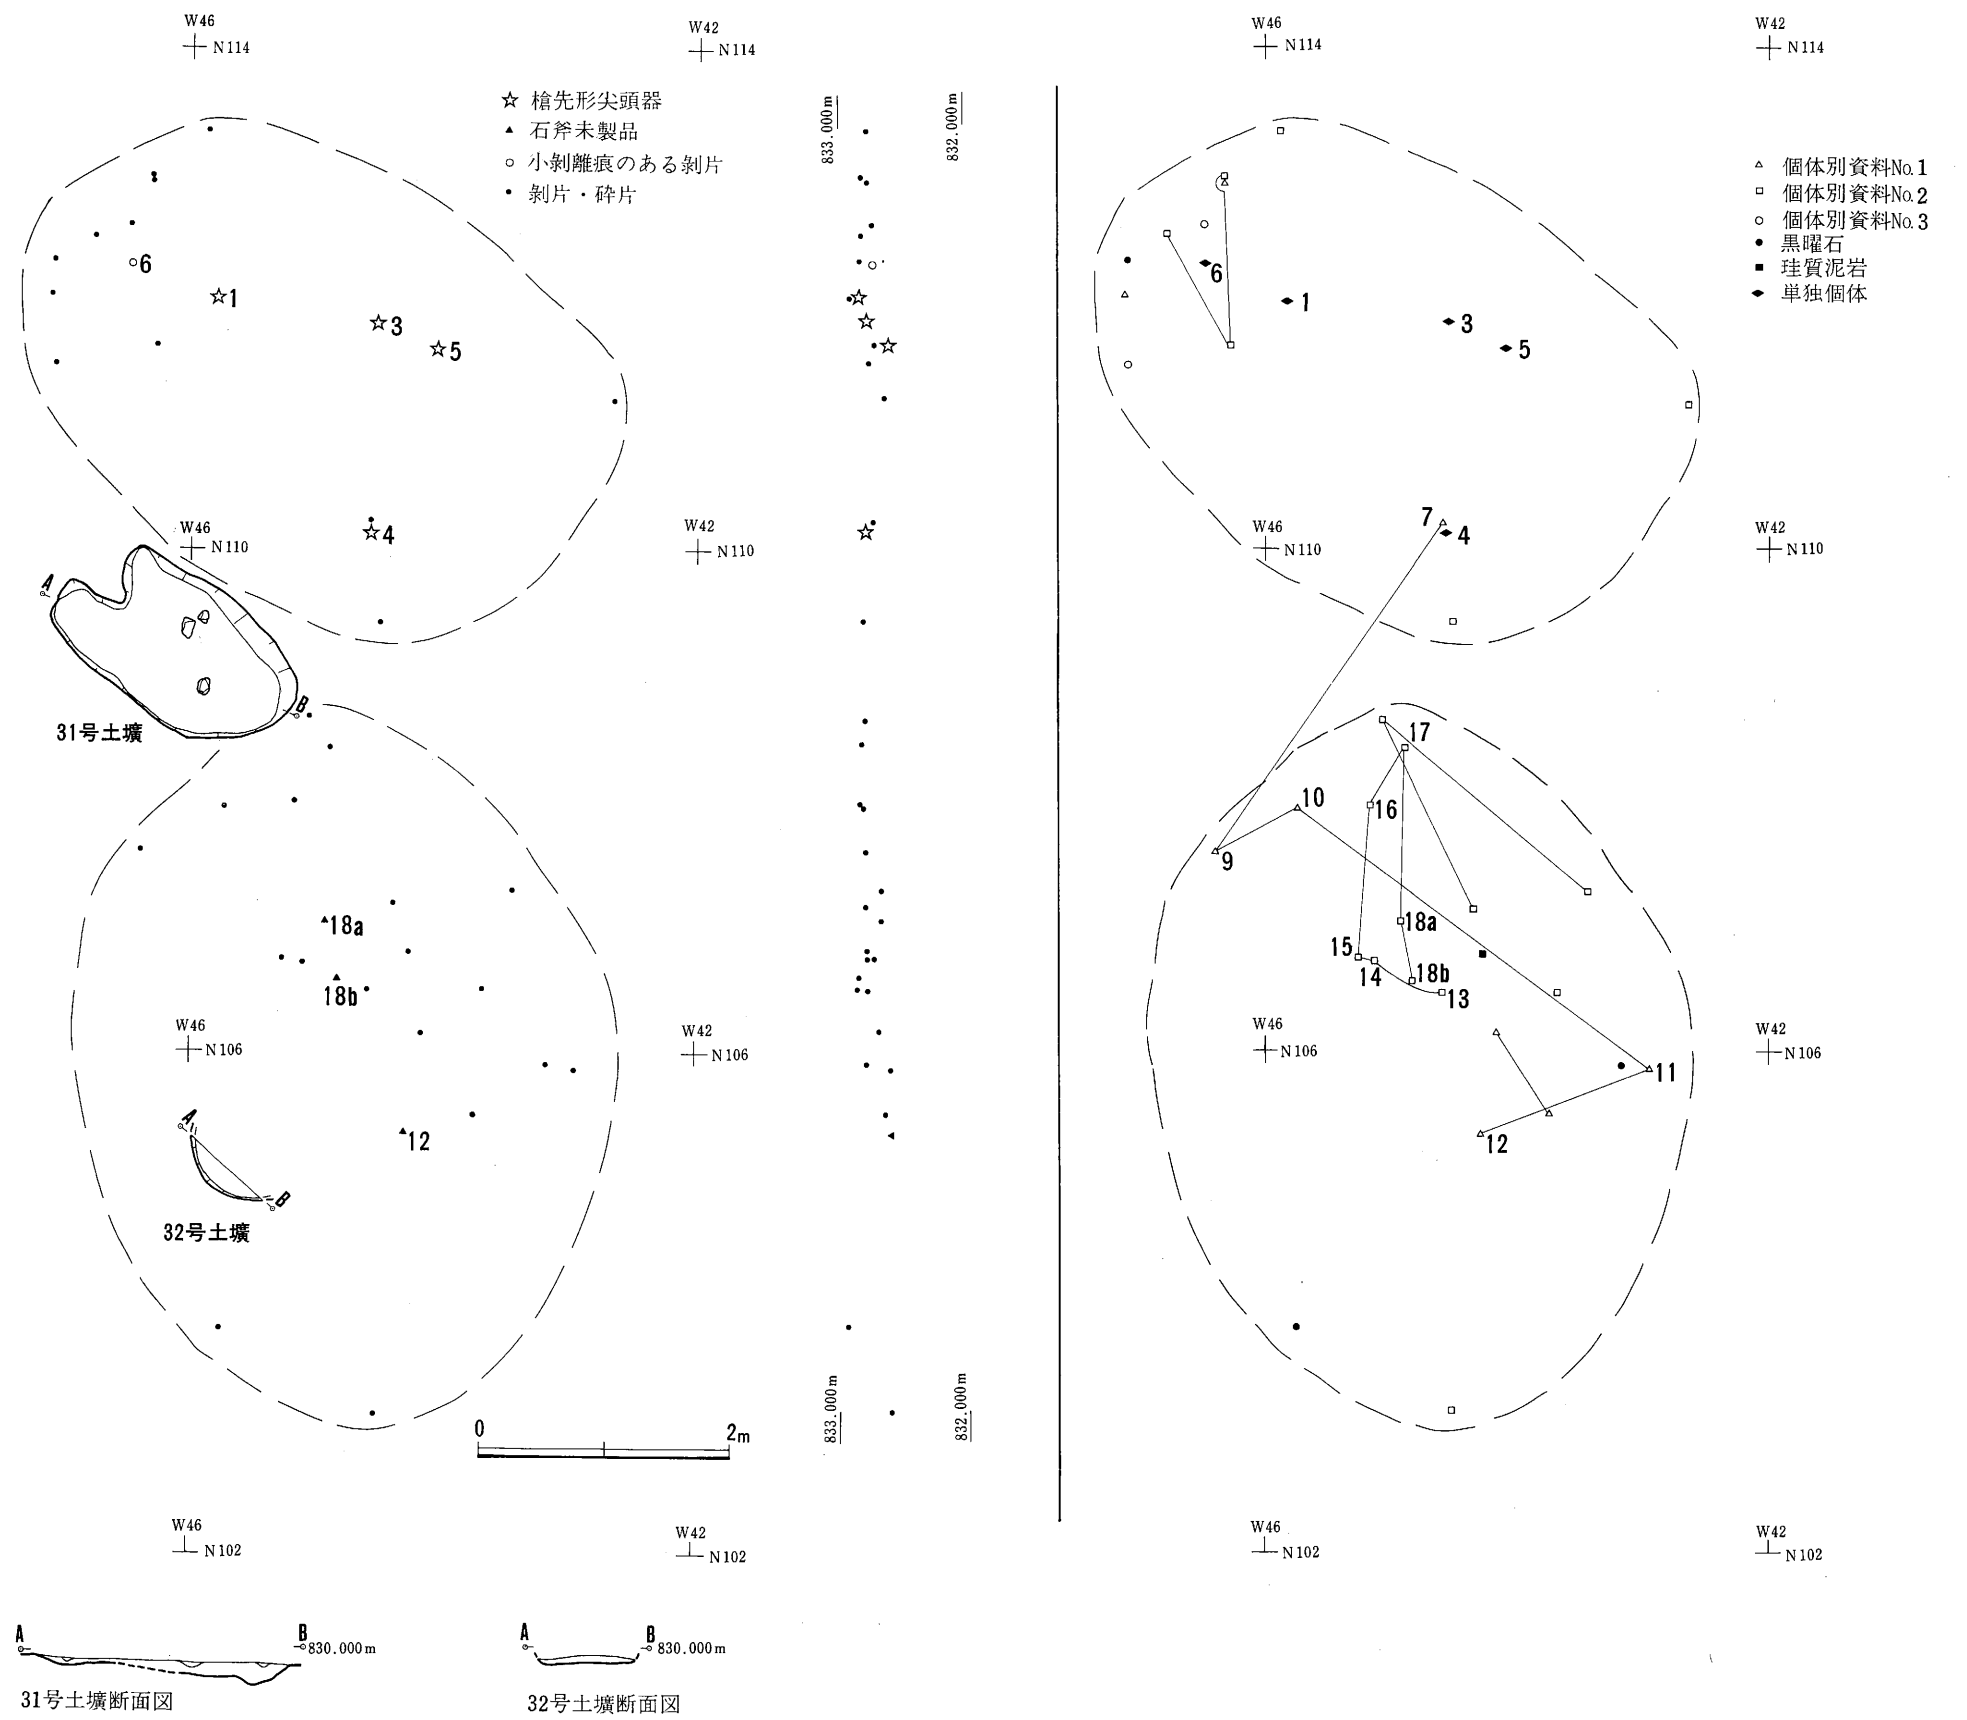 W46
N114
W42
N114
☆ 槍先形尖頭器
▲ 石斧未製品
○ 小剝離痕のある剝片
● 剝片・砕片
833.000m
832.000m
6
1
3
5
4
W46
N110
W42
N110
A
B
31号土壙
18a
18b
W46
N106
W42
N106
12
A
B
32号土壙
0
2m
833.000m
832.000m
W46
N102
W42
N102
A
B
830.000m
31号土壙断面図
A
B
830.000m
32号土壙断面図
W46
N114
W42
N114
△ 個体別資料No.1
□ 個体別資料No.2
○ 個体別資料No.3
● 黒曜石
■ 珪質泥岩
◆ 単独個体
6
1
3
5
7
4
W46
N110
W42
N110
17
10
16
9
18a
15
14
18b
13
W46
N106
W42
N106
11
12
W46
N102
W42
N102